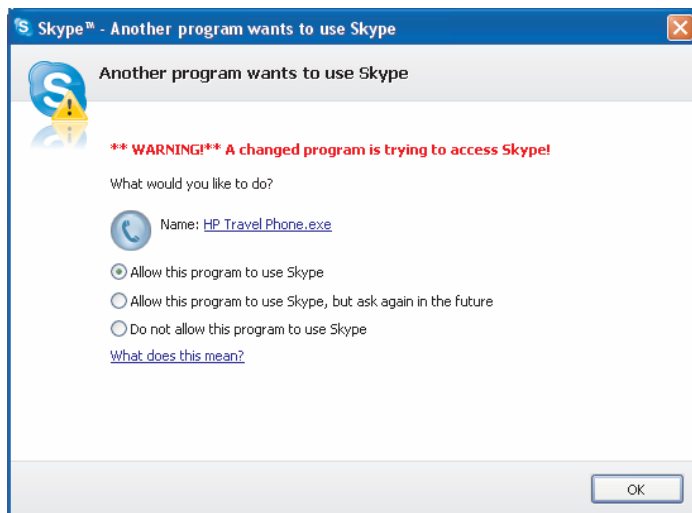 Skype™ - Another program wants to use Skype
Another program wants to use Skype
** WARNING!** A changed program is trying to access Skype!
What would you like to do?
Name: HP Travel Phone.exe
Allow this program to use Skype
Allow this program to use Skype, but ask again in the future
Do not allow this program to use Skype
What does this mean?
OK